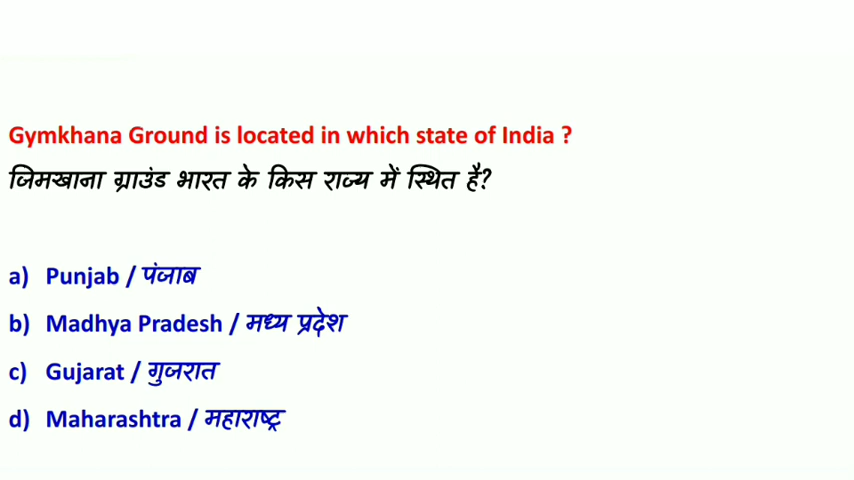 Gymkhana Ground is located in which state of India ?
जिमखाना ग्राउंड भारत के किस राज्य में स्थित है?
a) Punjab / पंजाब
b) Madhya Pradesh / मध्य प्रदेश
c) Gujarat / गुजरात
d) Maharashtra / महाराष्ट्र